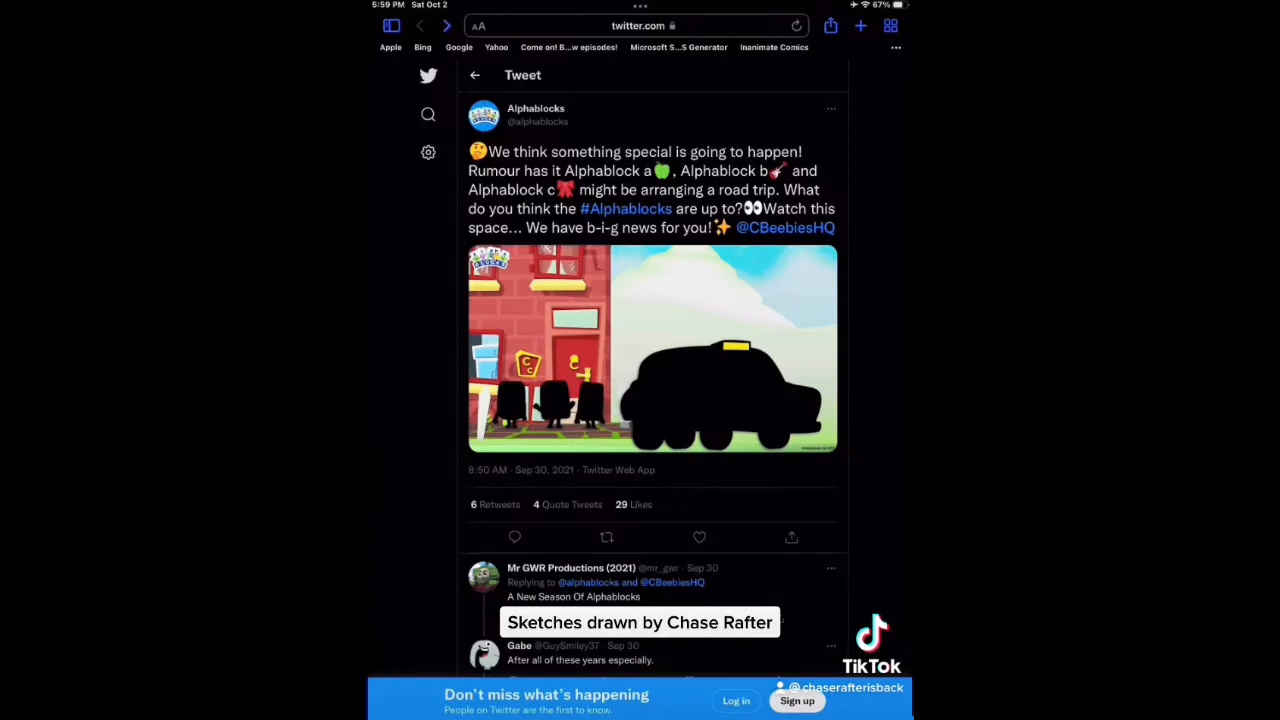 5:59 PM Sat Oct 2
67%
AA
twitter.com
Apple Bing Google Yahoo Come on! B...w episodes! Microsoft S...S Generator Inanimate Comics
Tweet
Alphablocks
@alphablocks
🤔We think something special is going to happen!
Rumour has it Alphablock a🍏, Alphablock b🎸 and
Alphablock c🎀 might be arranging a road trip. What
do you think the #Alphablocks are up to?👀Watch this
space... We have b-i-g news for you!✨ @CBeebiesHQ
C
C
8:50 AM · Sep 30, 2021 · Twitter Web App
6 Retweets 4 Quote Tweets 29 Likes
Mr GWR Productions (2021) @mr_gwr · Sep 30
Replying to @alphablocks and @CBeebiesHQ
A New Season Of Alphablocks
Sketches drawn by Chase Rafter
Gabe @GuySmiley37 · Sep 30
After all of these years especially.
TikTok
@chaserafterisback
Don't miss what's happening
People on Twitter are the first to know.
Log in
Sign up